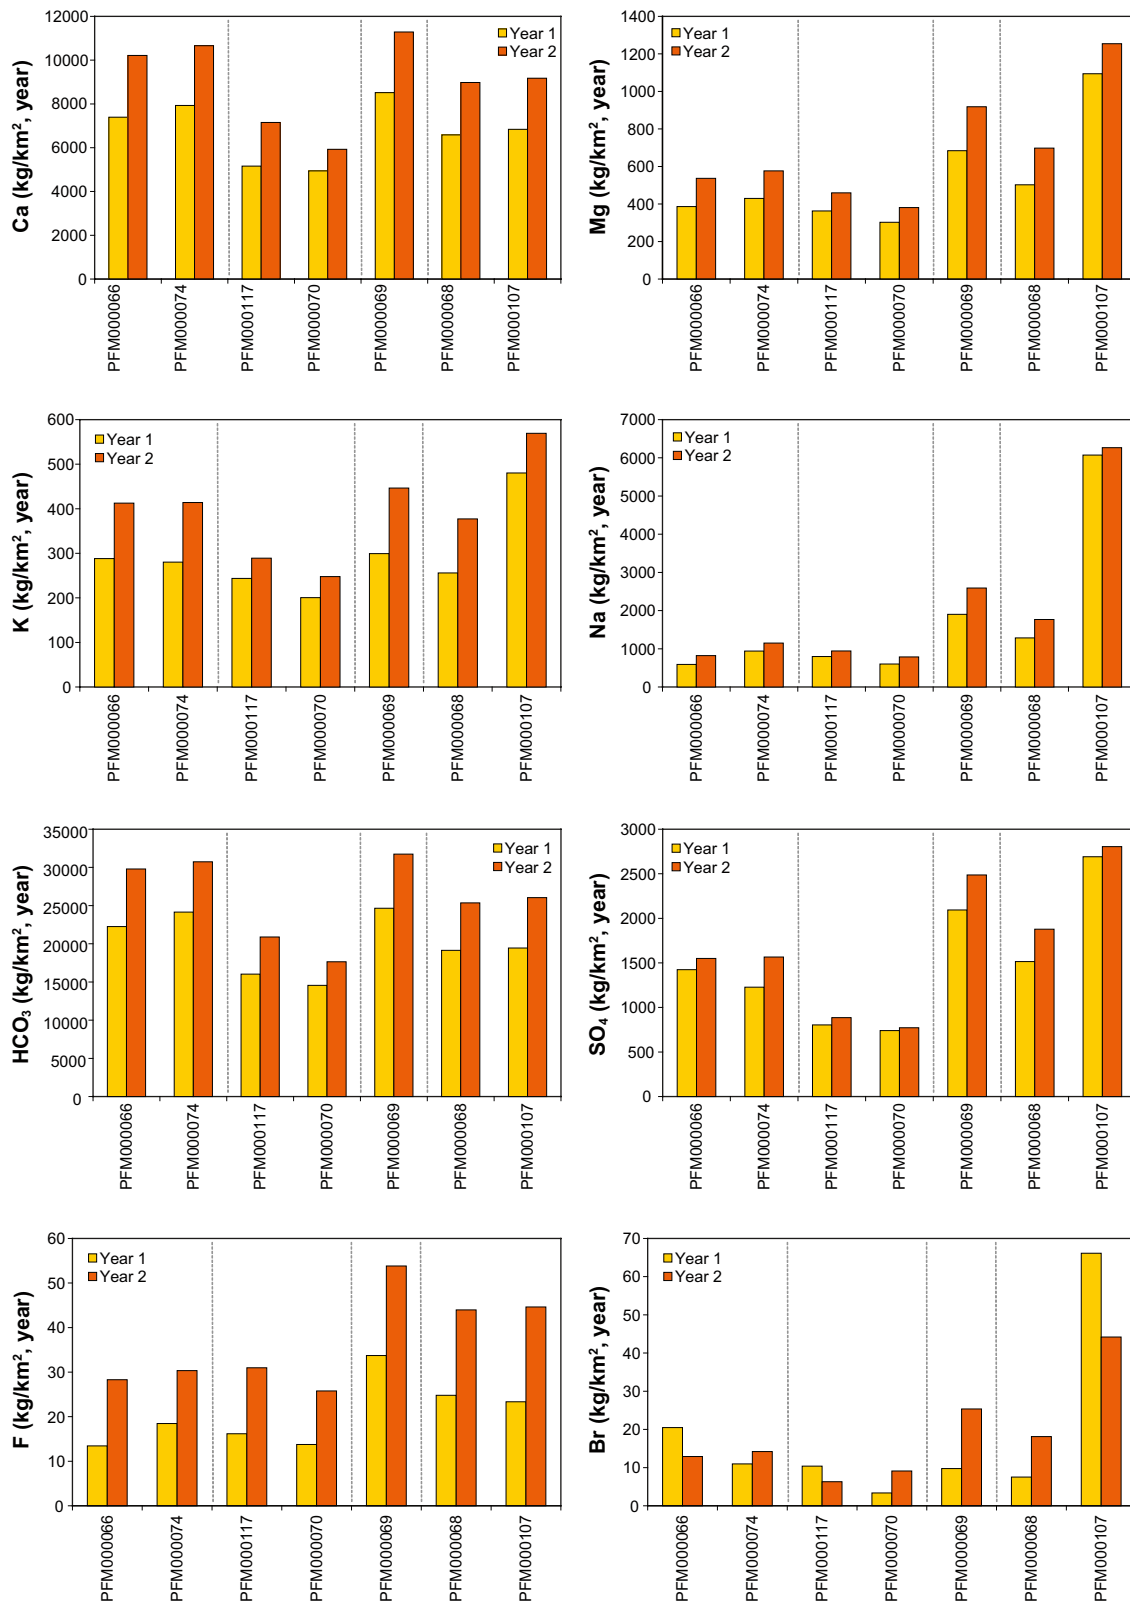 Ca (kg/km², year)
12000
10000
8000
6000
4000
2000
0
Year 1
Year 2
PFM000066
PFM000074
PFM000117
PFM000070
PFM000069
PFM000068
PFM000107
Mg (kg/km², year)
1400
1200
1000
800
600
400
200
0
Year 1
Year 2
PFM000066
PFM000074
PFM000117
PFM000070
PFM000069
PFM000068
PFM000107
K (kg/km², year)
600
500
400
300
200
100
0
Year 1
Year 2
PFM000066
PFM000074
PFM000117
PFM000070
PFM000069
PFM000068
PFM000107
Na (kg/km², year)
7000
6000
5000
4000
3000
2000
1000
0
Year 1
Year 2
PFM000066
PFM000074
PFM000117
PFM000070
PFM000069
PFM000068
PFM000107
HCO₃ (kg/km², year)
35000
30000
25000
20000
15000
10000
5000
0
Year 1
Year 2
PFM000066
PFM000074
PFM000117
PFM000070
PFM000069
PFM000068
PFM000107
SO₄ (kg/km², year)
3000
2500
2000
1500
1000
500
0
Year 1
Year 2
PFM000066
PFM000074
PFM000117
PFM000070
PFM000069
PFM000068
PFM000107
F (kg/km², year)
60
50
40
30
20
10
0
Year 1
Year 2
PFM000066
PFM000074
PFM000117
PFM000070
PFM000069
PFM000068
PFM000107
Br (kg/km², year)
70
60
50
40
30
20
10
0
Year 1
Year 2
PFM000066
PFM000074
PFM000117
PFM000070
PFM000069
PFM000068
PFM000107